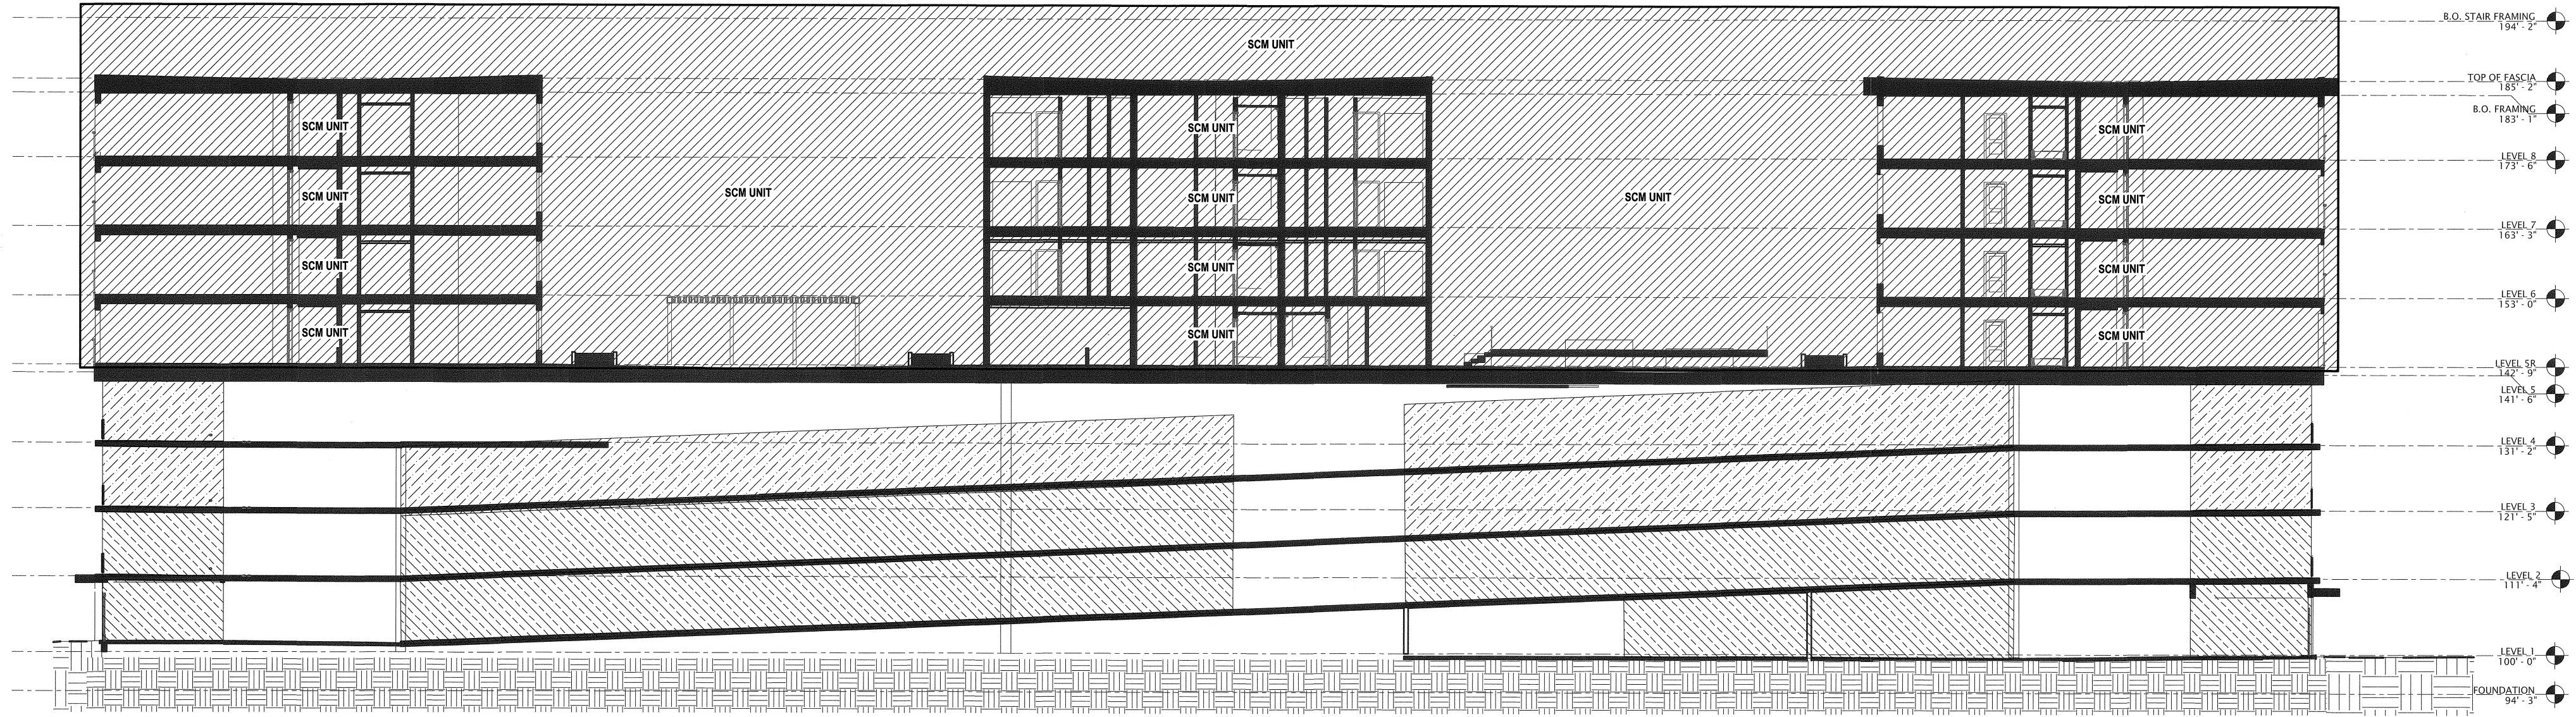 B.O. STAIR FRAMING
194' - 2"
SCM UNIT
TOP OF FASCIA
185' - 2"
B.O. FRAMING
183' - 1"
SCM UNIT
SCM UNIT
SCM UNIT
LEVEL 8
173' - 6"
SCM UNIT
SCM UNIT
SCM UNIT
SCM UNIT
SCM UNIT
LEVEL 7
163' - 3"
SCM UNIT
SCM UNIT
SCM UNIT
LEVEL 6
153' - 0"
SCM UNIT
SCM UNIT
SCM UNIT
LEVEL 5R
142' - 9"
LEVEL 5
141' - 6"
LEVEL 4
131' - 2"
LEVEL 3
121' - 5"
LEVEL 2
111' - 4"
LEVEL 1
100' - 0"
FOUNDATION
94' - 3"